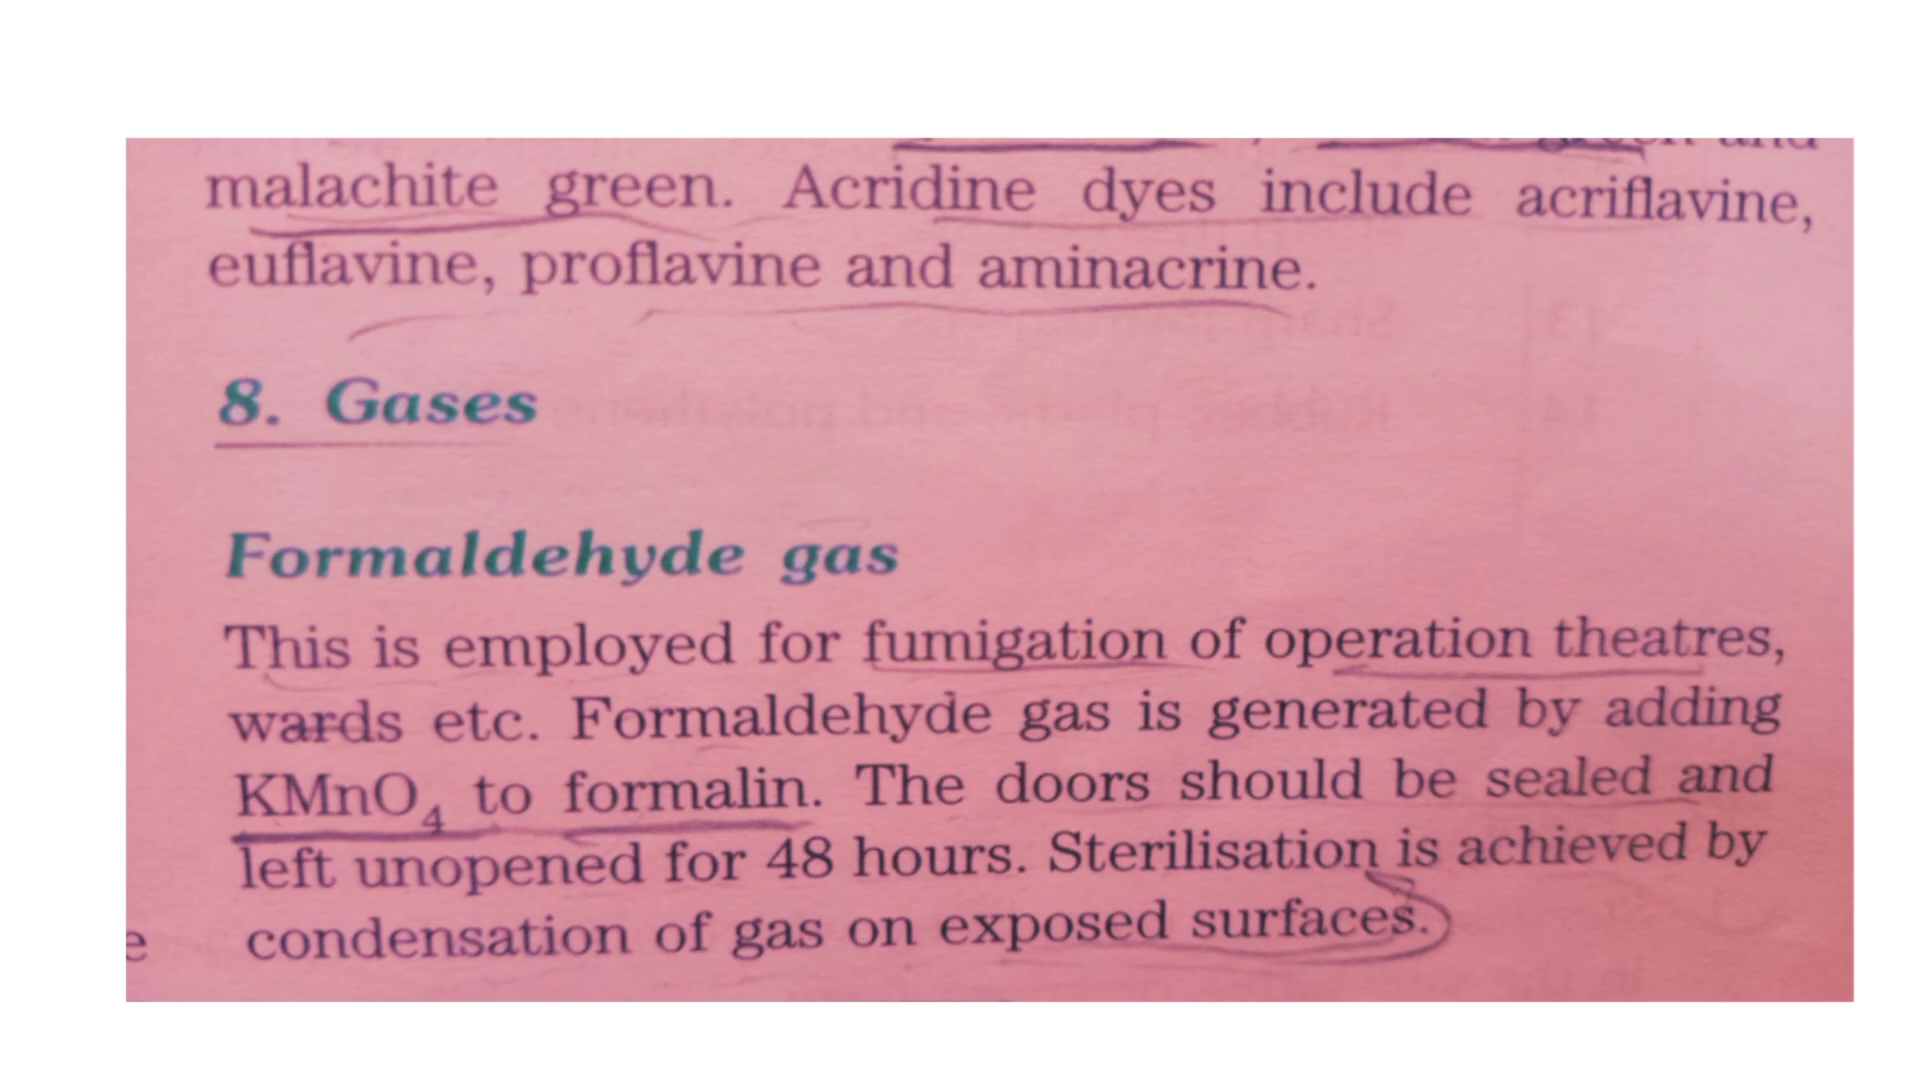 green and
malachite green. Acridine dyes include acriflavine,
euflavine, proflavine and aminacrine.
8. Gases
Formaldehyde gas
This is employed for fumigation of operation theatres,
wards etc. Formaldehyde gas is generated by adding
KMnO₄ to formalin. The doors should be sealed and
left unopened for 48 hours. Sterilisation is achieved by
condensation of gas on exposed surfaces.